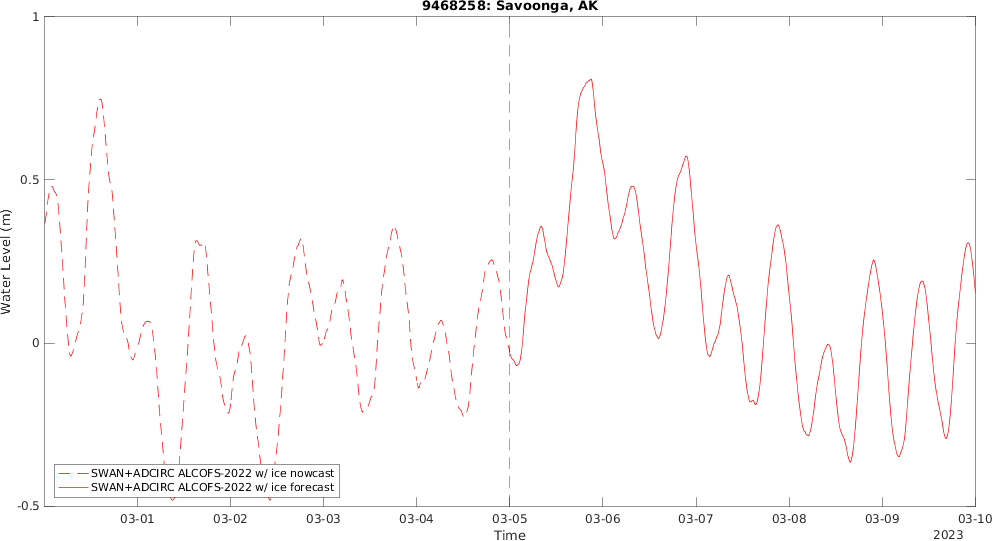 9468258: Savoonga, AK
1
0.5
0
-0.5
Water Level (m)
SWAN+ADCIRC ALCOFS-2022 w/ ice nowcast
SWAN+ADCIRC ALCOFS-2022 w/ ice forecast
03-01 03-02 03-03 03-04 03-05 03-06 03-07 03-08 03-09 03-10
Time
2023